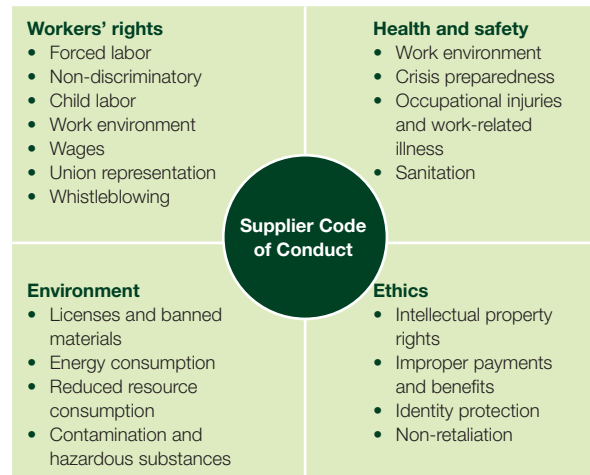 Workers' rights
• Forced labor
• Non-discriminatory
• Child labor
• Work environment
• Wages
• Union representation
• Whistleblowing
Health and safety
• Work environment
• Crisis preparedness
• Occupational injuries
and work-related
illness
• Sanitation
Supplier Code
of Conduct
Environment
• Licenses and banned
materials
• Energy consumption
• Reduced resource
consumption
• Contamination and
hazardous substances
Ethics
• Intellectual property
rights
• Improper payments
and benefits
• Identity protection
• Non-retaliation